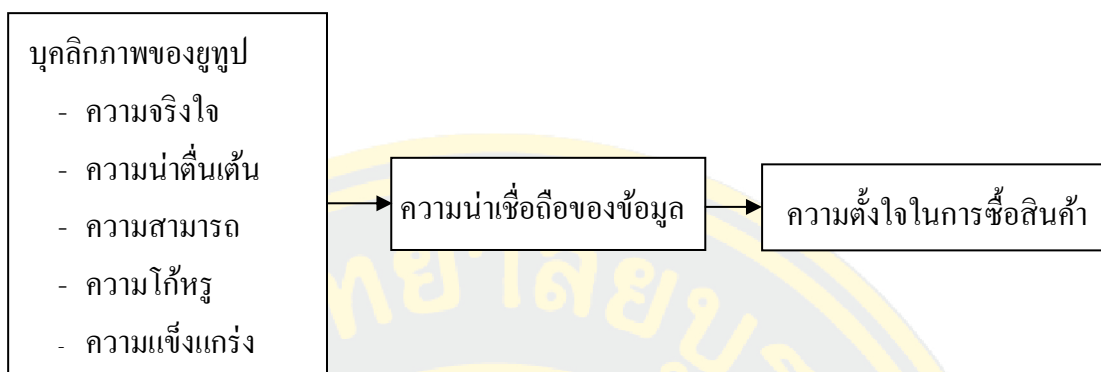 บุคลิกภาพของยูทูป
- ความจริงใจ
- ความน่าตื่นเต้น
- ความสามารถ
- ความโก้หรู
- ความแข็งแกร่ง
ความน่าเชื่อถือของข้อมูล
ความตั้งใจในการซื้อสินค้า